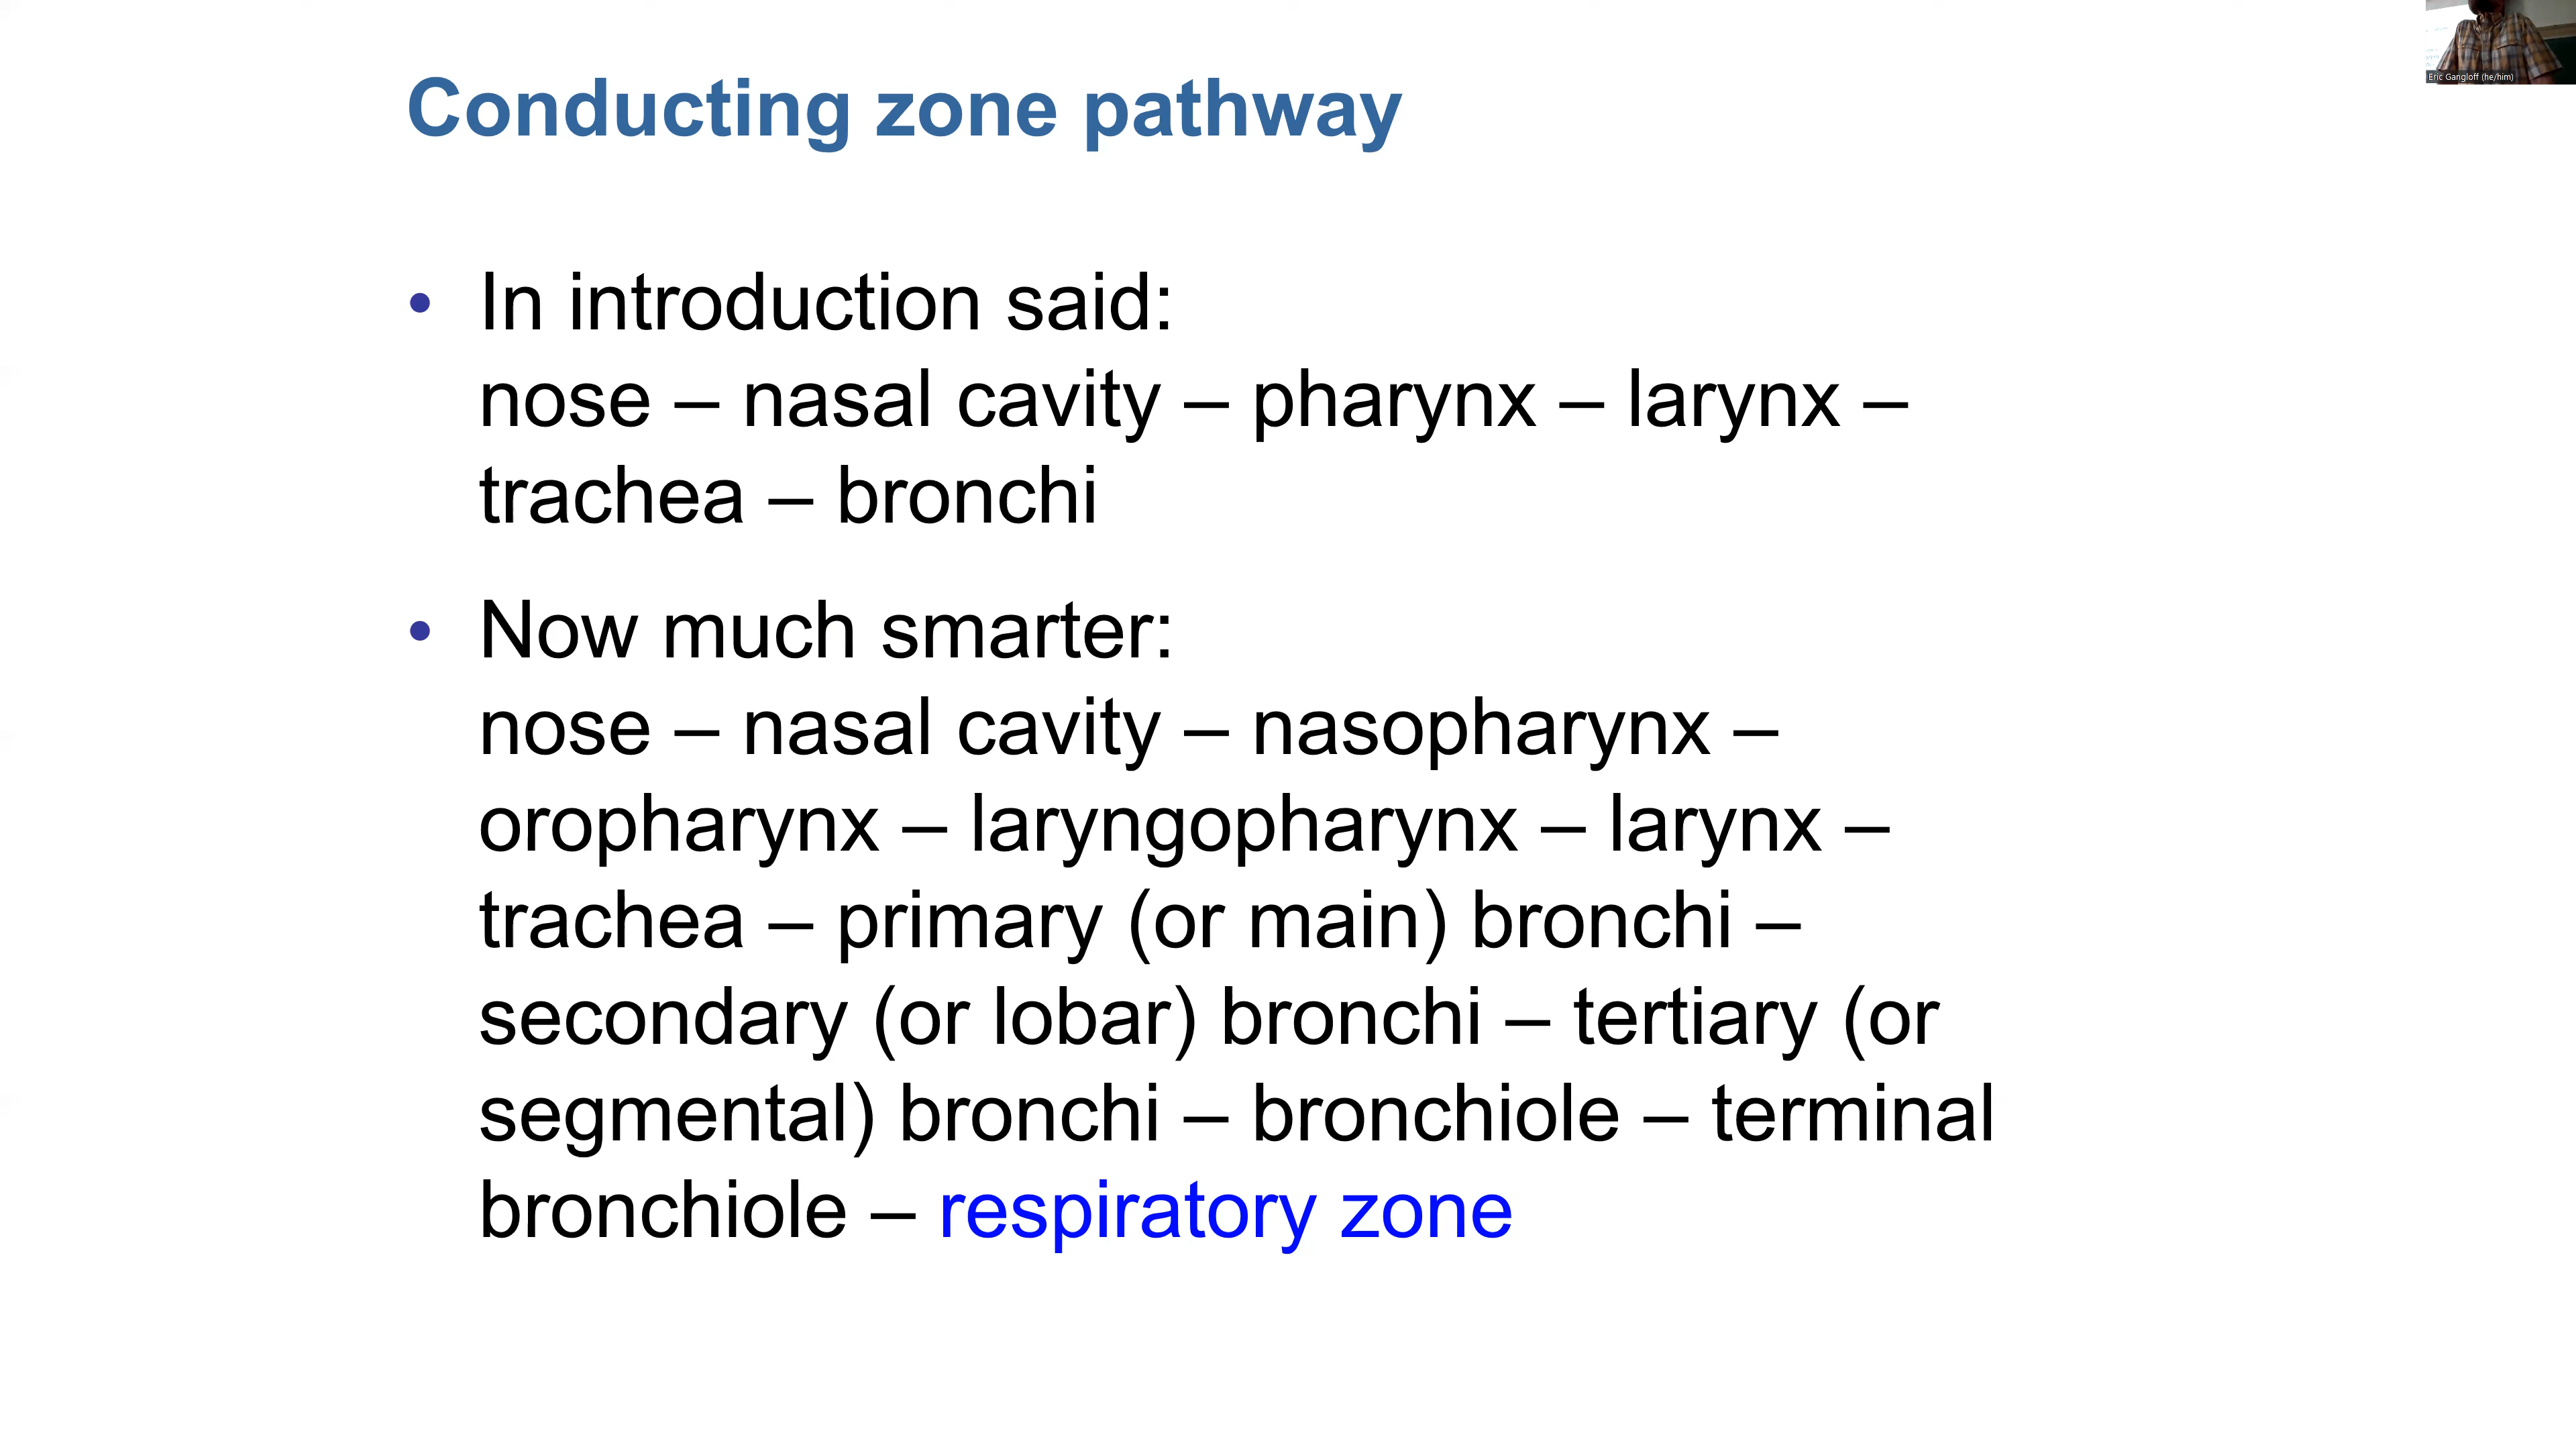 Conducting zone pathway
Eric Gangloff (he/him)
• In introduction said:
nose – nasal cavity – pharynx – larynx –
trachea – bronchi
• Now much smarter:
nose – nasal cavity – nasopharynx –
oropharynx – laryngopharynx – larynx –
trachea – primary (or main) bronchi –
secondary (or lobar) bronchi – tertiary (or
segmental) bronchi – bronchiole – terminal
bronchiole – respiratory zone